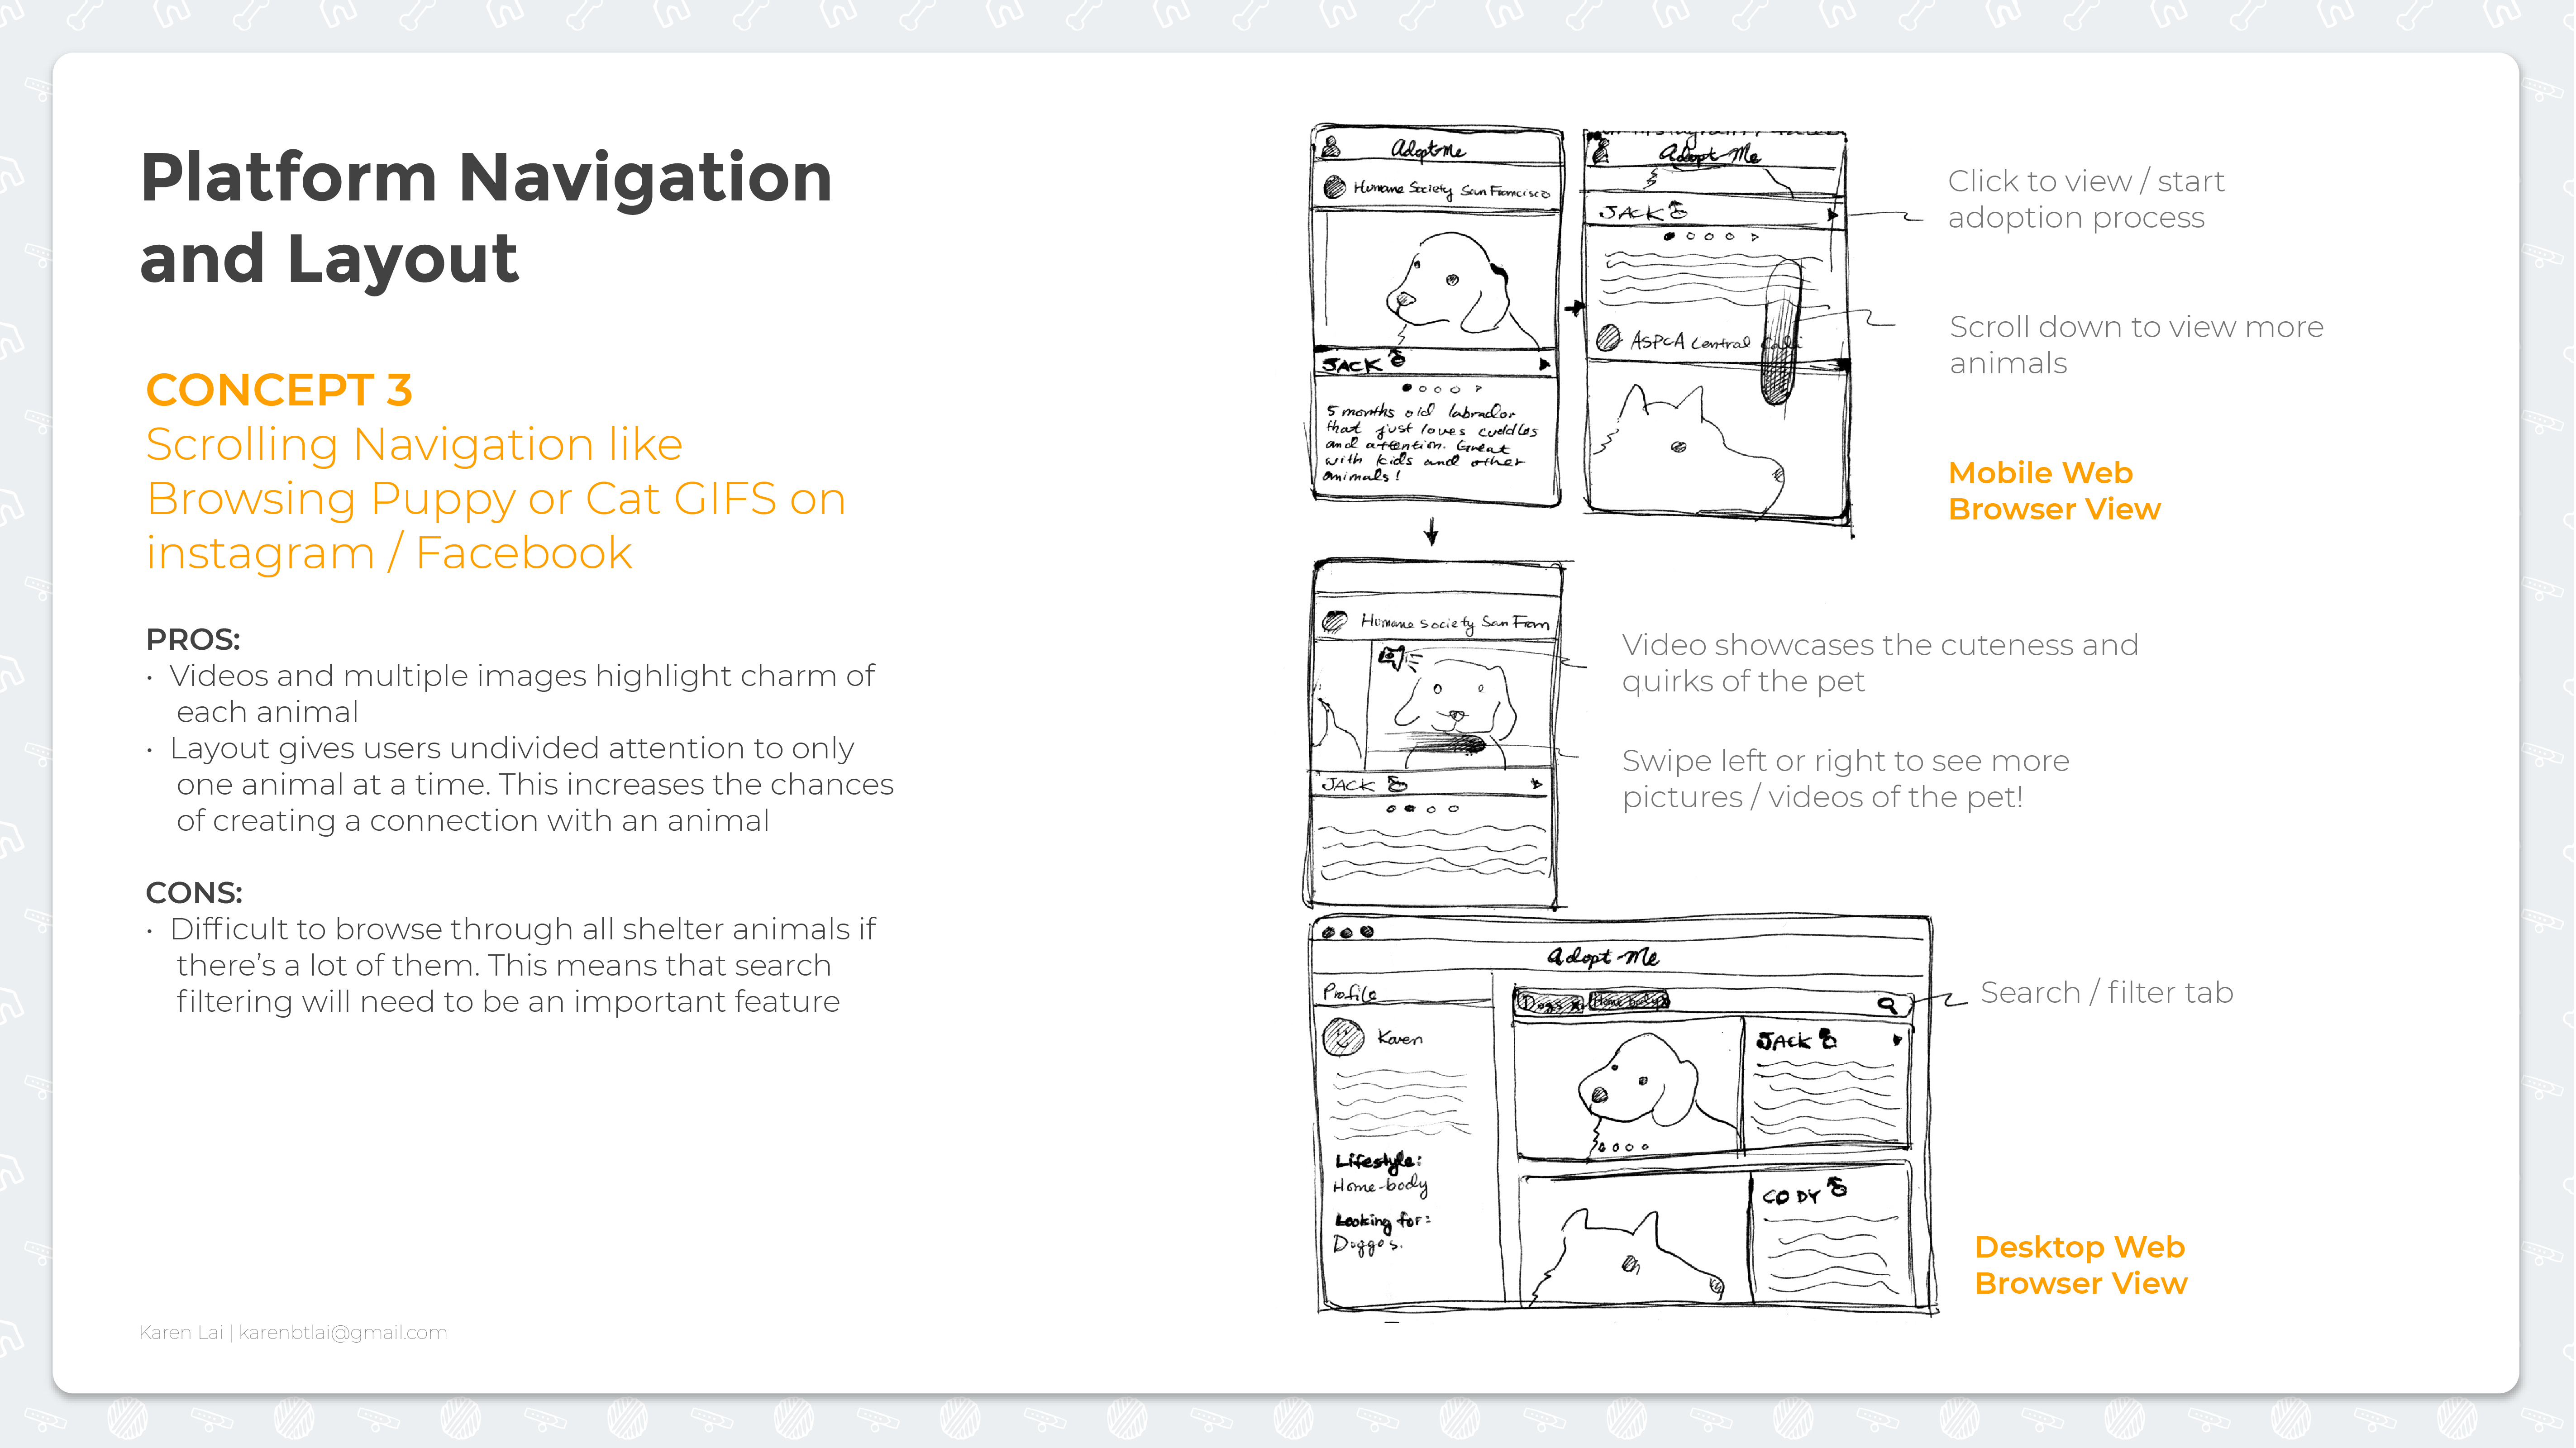 Platform Navigation
and Layout
CONCEPT 3
Scrolling Navigation like
Browsing Puppy or Cat GIFS on
instagram / Facebook
PROS:
• Videos and multiple images highlight charm of
each animal
• Layout gives users undivided attention to only
one animal at a time. This increases the chances
of creating a connection with an animal
CONS:
• Difficult to browse through all shelter animals if
there's a lot of them. This means that search
filtering will need to be an important feature
Karen Lai | karenbtlai@gmail.com
Adopt Me
Humane Society San Francisco
JACK
5 months old labrador
that just loves cuddles
and attention. Great
with kids and other
animals!
Adopt Me
JACK
ASPCA Central Cali
Click to view / start
adoption process
Scroll down to view more
animals
Mobile Web
Browser View
Humane Society San Fran
JACK
Video showcases the cuteness and
quirks of the pet
Swipe left or right to see more
pictures / videos of the pet!
Adopt Me
Profile
Karen
Lifestyle:
Home-body
Looking for:
Doggos.
Dogs x Home body x
JACK
CODY
Search / filter tab
Desktop Web
Browser View